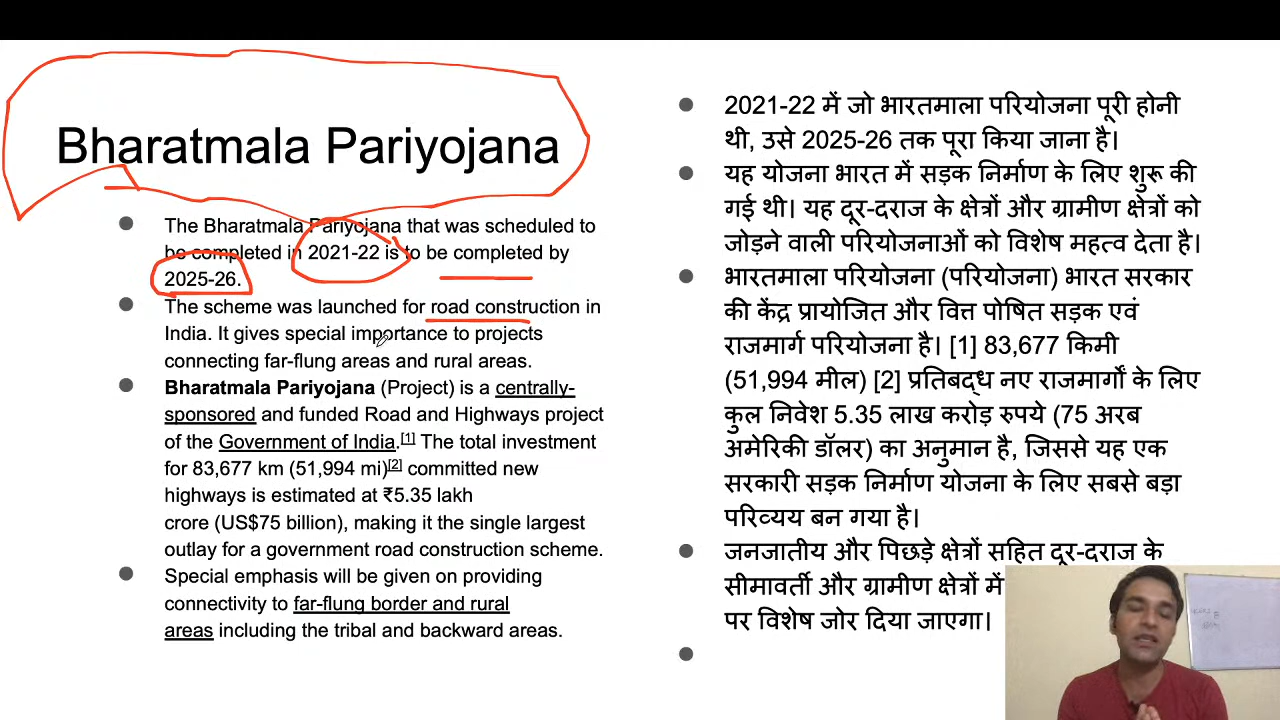 Bharatmala Pariyojana
The Bharatmala Pariyojana that was scheduled to
be completed in 2021-22 is to be completed by
2025-26.
The scheme was launched for road construction in
India. It gives special importance to projects
connecting far-flung areas and rural areas.
Bharatmala Pariyojana (Project) is a centrally-
sponsored and funded Road and Highways project
of the Government of India.[1] The total investment
for 83,677 km (51,994 mi)[2] committed new
highways is estimated at ₹5.35 lakh
crore (US$75 billion), making it the single largest
outlay for a government road construction scheme.
Special emphasis will be given on providing
connectivity to far-flung border and rural
areas including the tribal and backward areas.
2021-22 में जो भारतमाला परियोजना पूरी होनी
थी, उसे 2025-26 तक पूरा किया जाना है।
यह योजना भारत में सड़क निर्माण के लिए शुरू की
गई थी। यह दूर-दराज के क्षेत्रों और ग्रामीण क्षेत्रों को
जोड़ने वाली परियोजनाओं को विशेष महत्व देता है।
भारतमाला परियोजना (परियोजना) भारत सरकार
की केंद्र प्रायोजित और वित्त पोषित सड़क एवं
राजमार्ग परियोजना है। [1] 83,677 किमी
(51,994 मील) [2] प्रतिबद्ध नए राजमार्गों के लिए
कुल निवेश 5.35 लाख करोड़ रुपये (75 अरब
अमेरिकी डॉलर) का अनुमान है, जिससे यह एक
सरकारी सड़क निर्माण योजना के लिए सबसे बड़ा
परिव्यय बन गया है।
जनजातीय और पिछड़े क्षेत्रों सहित दूर-दराज के
सीमावर्ती और ग्रामीण क्षेत्रों में
पर विशेष जोर दिया जाएगा।